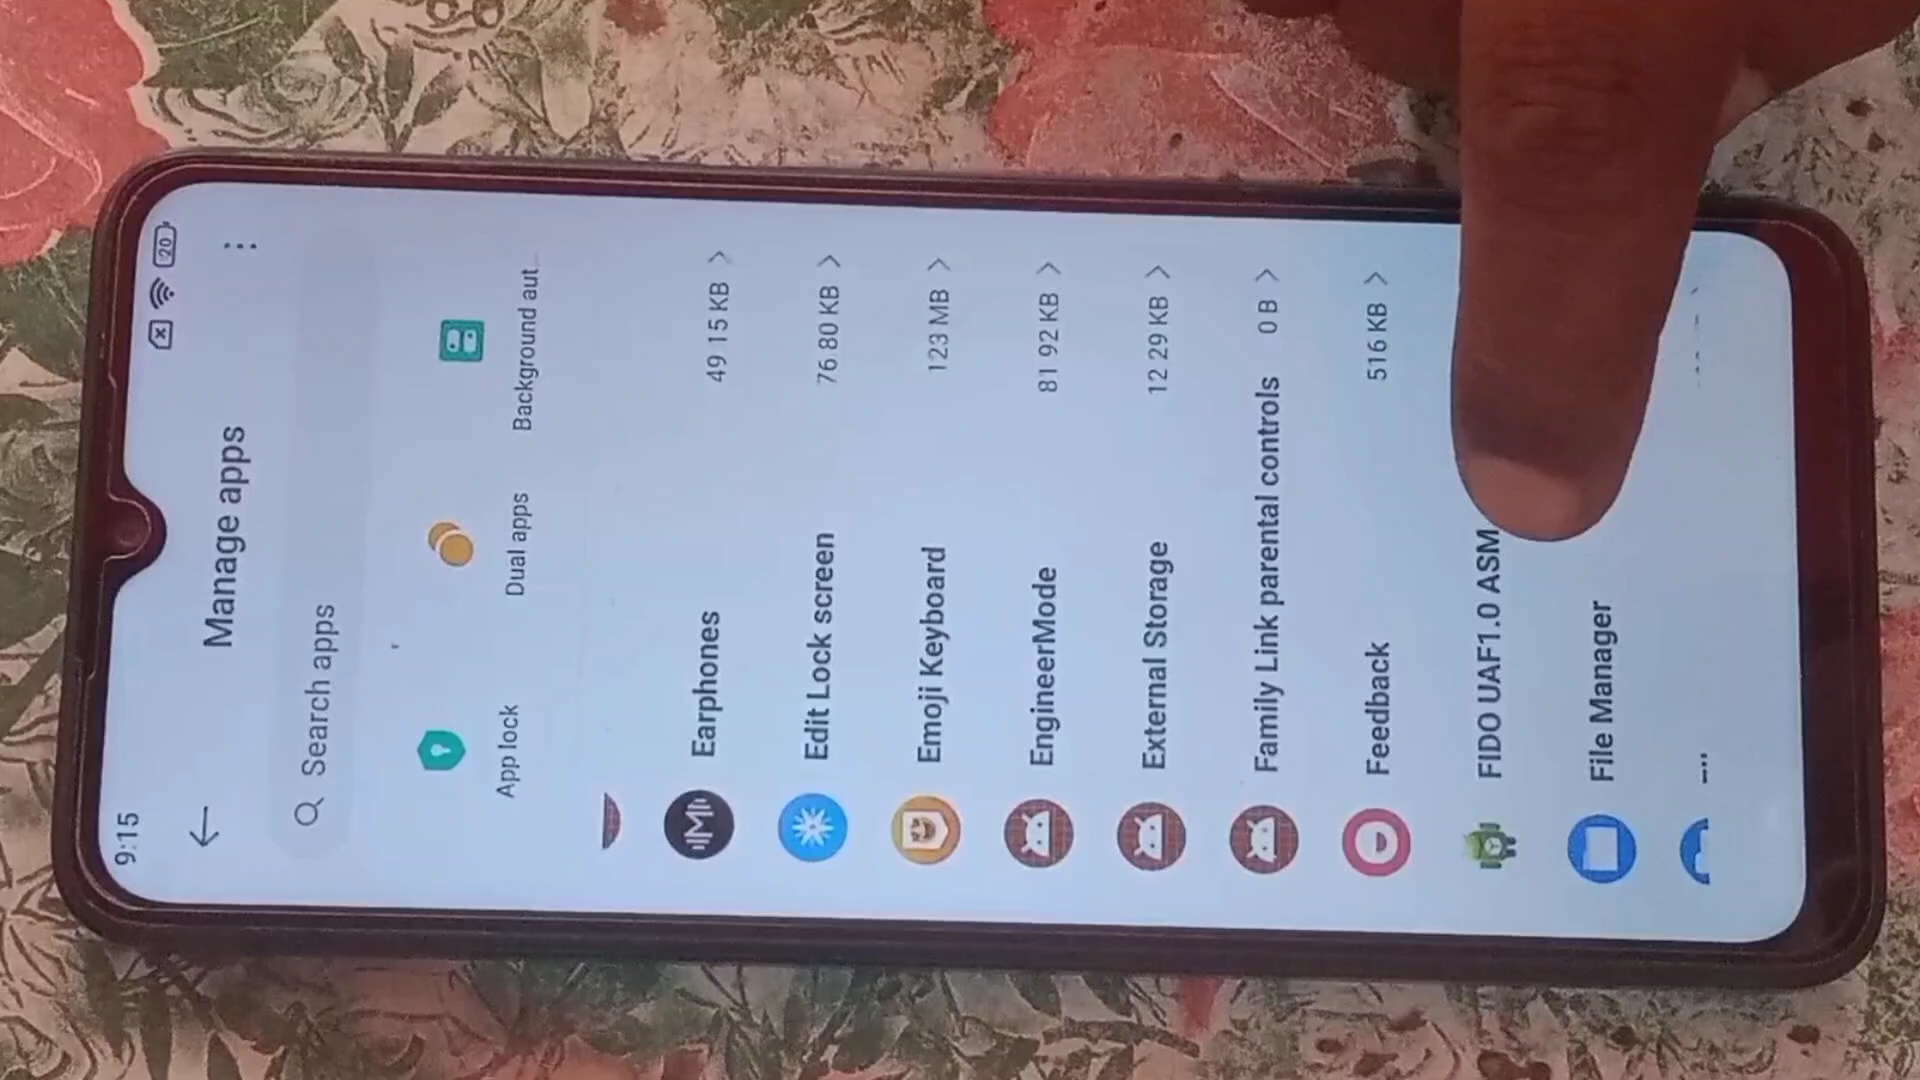 9:15
20
Manage apps
Search apps
App lock
Dual apps
Background aut
Earphones
49 15 KB
Edit Lock screen
76.80 KB
Emoji Keyboard
123 MB
EngineerMode
81 92 KB
External Storage
12 29 KB
Family Link parental controls
0 B
Feedback
516 KB
FIDO UAF1.0 ASM
File Manager